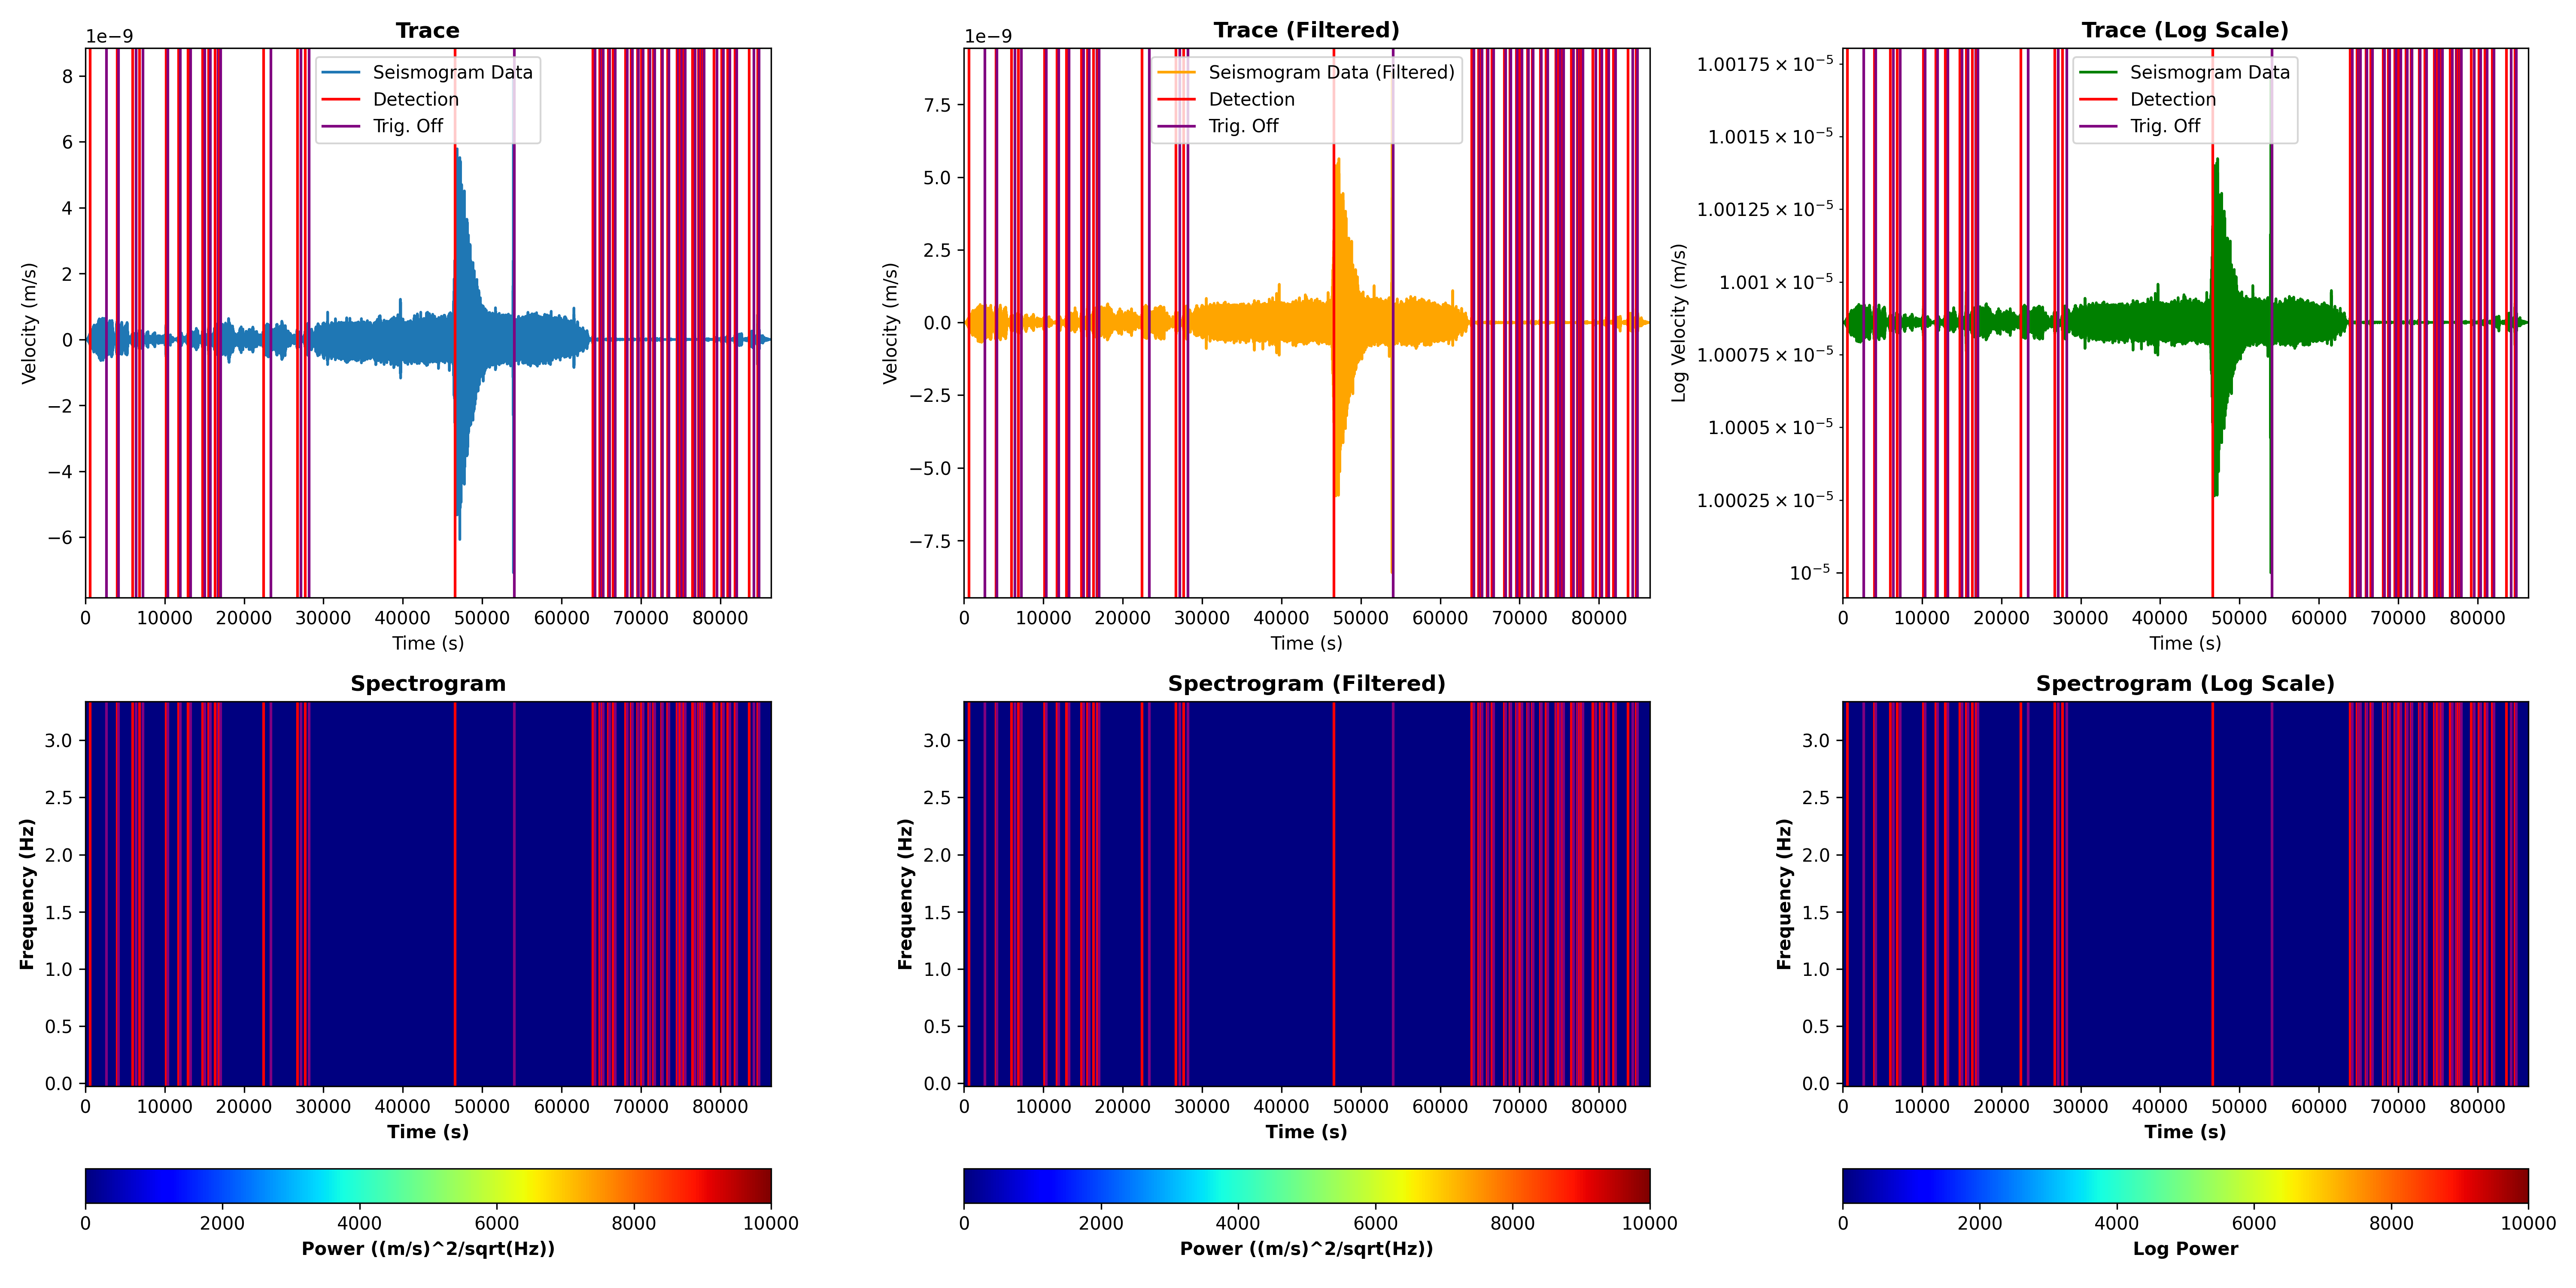 Trace
1e−9
8
6
4
2
0
−2
−4
−6
Velocity (m/s)
Seismogram Data
Detection
Trig. Off
0 10000 20000 30000 40000 50000 60000 70000 80000
Time (s)
Trace (Filtered)
1e−9
7.5
5.0
2.5
0.0
−2.5
−5.0
−7.5
Velocity (m/s)
Seismogram Data (Filtered)
Detection
Trig. Off
0 10000 20000 30000 40000 50000 60000 70000 80000
Time (s)
Trace (Log Scale)
1.00175 × 10⁻⁵
1.0015 × 10⁻⁵
1.00125 × 10⁻⁵
1.001 × 10⁻⁵
1.00075 × 10⁻⁵
1.0005 × 10⁻⁵
1.00025 × 10⁻⁵
10⁻⁵
Log Velocity (m/s)
Seismogram Data
Detection
Trig. Off
0 10000 20000 30000 40000 50000 60000 70000 80000
Time (s)
Spectrogram
3.0
2.5
2.0
1.5
1.0
0.5
0.0
Frequency (Hz)
0 10000 20000 30000 40000 50000 60000 70000 80000
Time (s)
0 2000 4000 6000 8000 10000
Power ((m/s)^2/sqrt(Hz))
Spectrogram (Filtered)
3.0
2.5
2.0
1.5
1.0
0.5
0.0
Frequency (Hz)
0 10000 20000 30000 40000 50000 60000 70000 80000
Time (s)
0 2000 4000 6000 8000 10000
Power ((m/s)^2/sqrt(Hz))
Spectrogram (Log Scale)
3.0
2.5
2.0
1.5
1.0
0.5
0.0
Frequency (Hz)
0 10000 20000 30000 40000 50000 60000 70000 80000
Time (s)
0 2000 4000 6000 8000 10000
Log Power